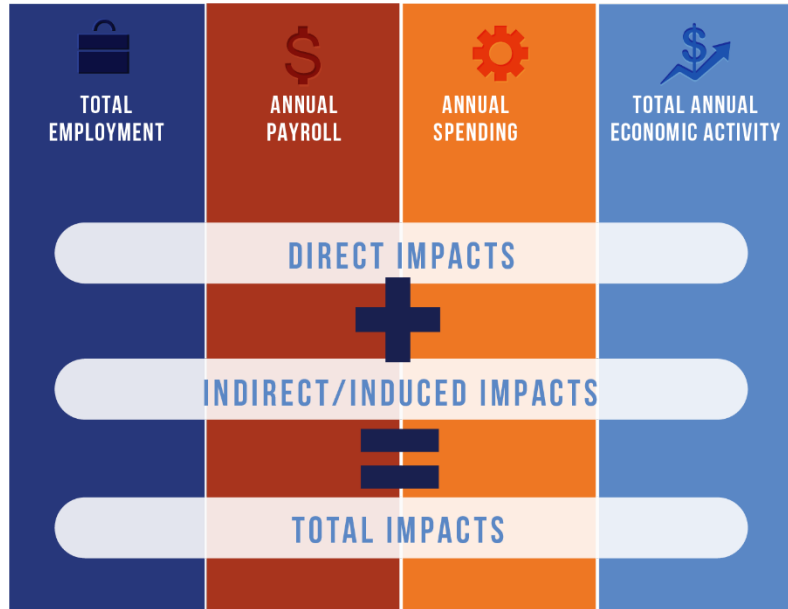 TOTAL
EMPLOYMENT
ANNUAL
PAYROLL
ANNUAL
SPENDING
TOTAL ANNUAL
ECONOMIC ACTIVITY
DIRECT IMPACTS
INDIRECT/INDUCED IMPACTS
TOTAL IMPACTS